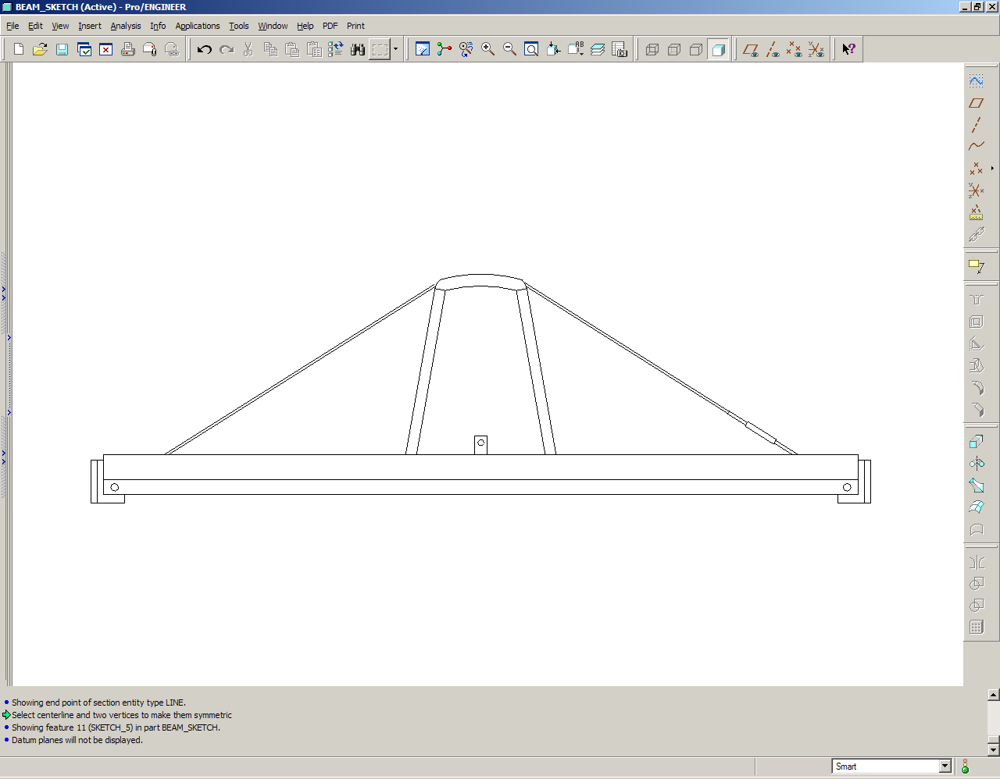 BEAM_SKETCH (Active) - Pro/ENGINEER
File Edit View Insert Analysis Info Applications Tools Window Help PDF Print
Showing end point of section entity type LINE.
Select centerline and two vertices to make them symmetric
Showing feature 11 (SKETCH_5) in part BEAM_SKETCH.
Datum planes will not be displayed.
Smart